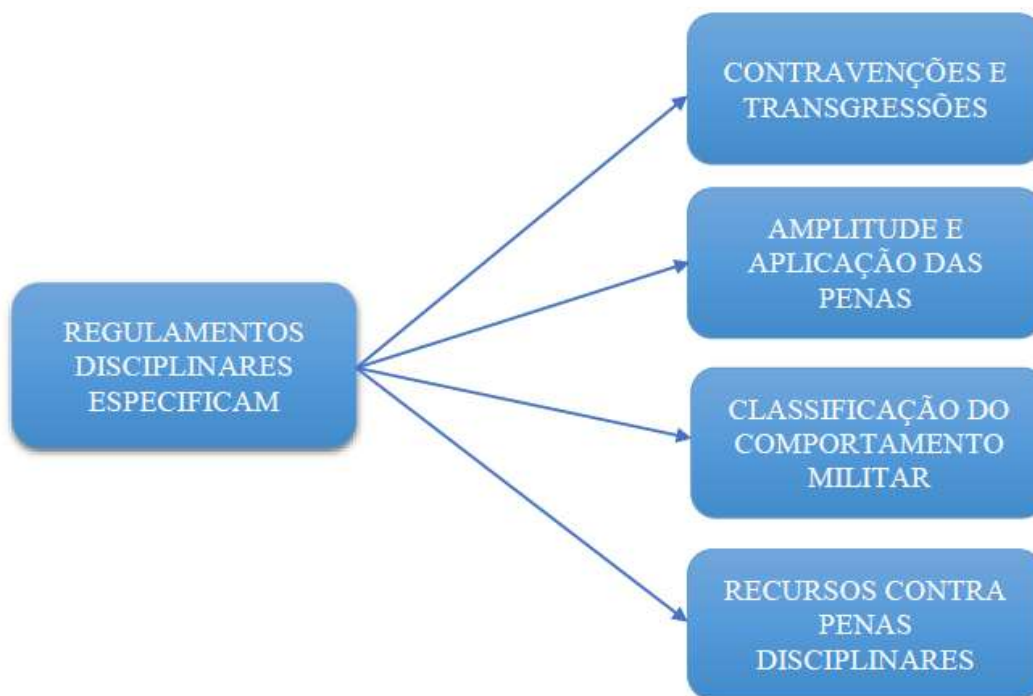 REGULAMENTOS
DISCIPLINARES
ESPECIFICAM
CONTRAVENÇÕES E
TRANSGRESSÕES
AMPLITUDE E
APLICAÇÃO DAS
PENAS
CLASSIFICAÇÃO DO
COMPORTAMENTO
MILITAR
RECURSOS CONTRA
PENAS
DISCIPLINARES